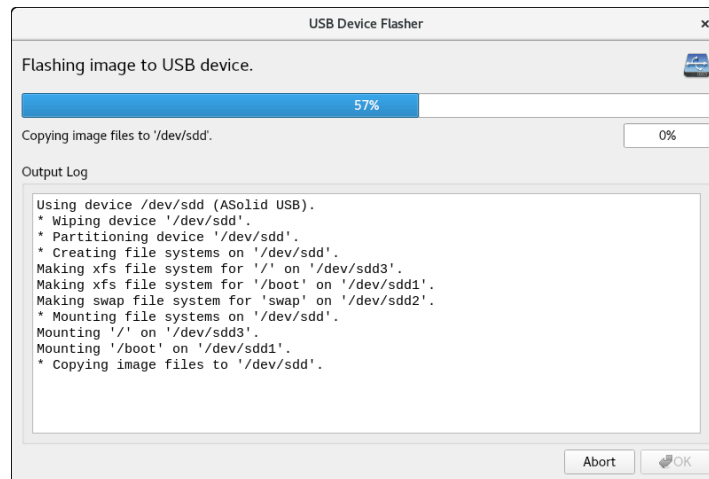 USB Device Flasher
Flashing image to USB device.
57%
Copying image files to '/dev/sdd'.
0%
Output Log
Using device /dev/sdd (ASolid USB).
* Wiping device '/dev/sdd'.
* Partitioning device '/dev/sdd'.
* Creating file systems on '/dev/sdd'.
Making xfs file system for '/' on '/dev/sdd3'.
Making xfs file system for '/boot' on '/dev/sdd1'.
Making swap file system for 'swap' on '/dev/sdd2'.
* Mounting file systems on '/dev/sdd'.
Mounting '/' on '/dev/sdd3'.
Mounting '/boot' on '/dev/sdd1'.
* Copying image files to '/dev/sdd'.
Abort
OK